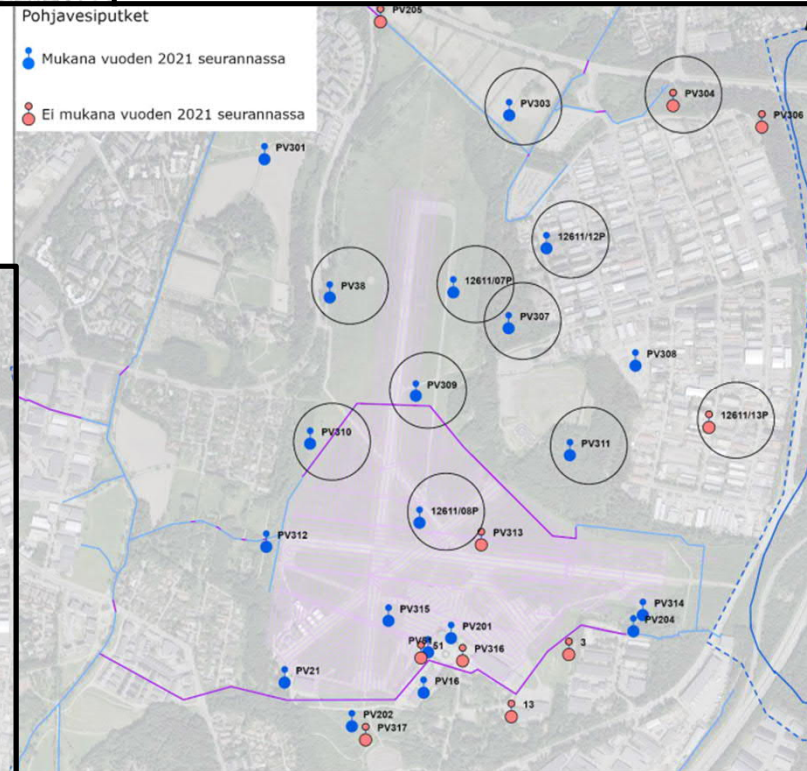 Pohjavesiputket
PV205
Mukana vuoden 2021 seurannassa
PV303
PV304
Ei mukana vuoden 2021 seurannassa
PV306
PV301
12611/12P
PV38
12611/07P
PV307
PV308
PV309
12611/13P
PV310
PV311
12611/08P
PV312
PV313
PV315
PV314
PV201
PV204
51
PV316
3
PV21
PV16
13
PV202
PV317